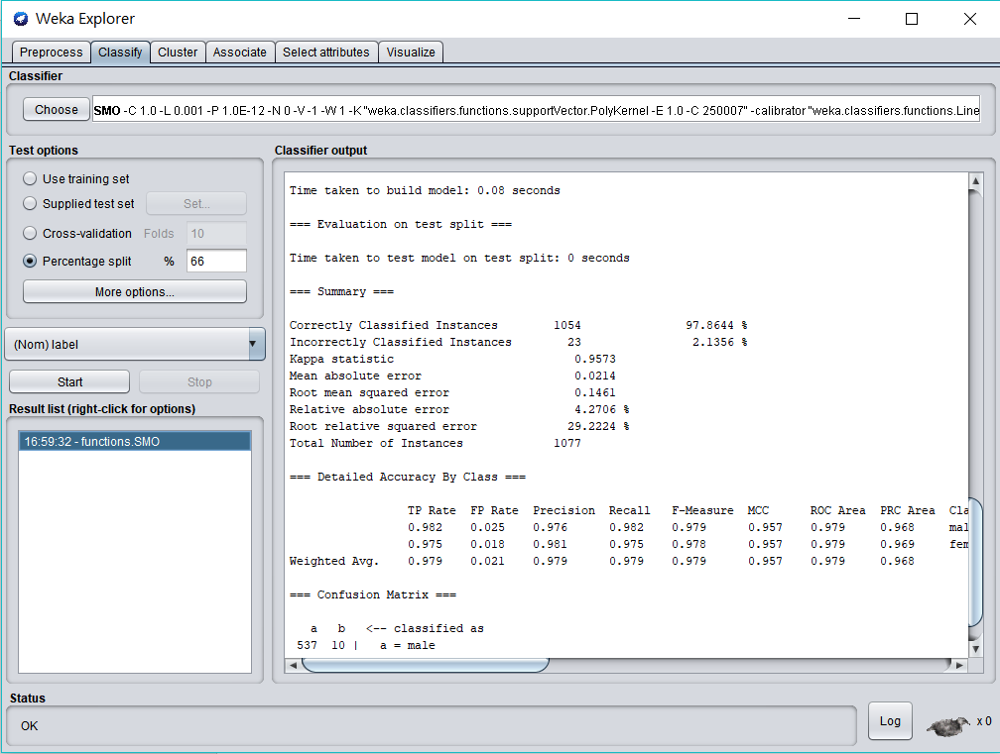 Weka Explorer
Preprocess Classify Cluster Associate Select attributes Visualize
Classifier
Choose SMO -C 1.0 -L 0.001 -P 1.0E-12 -N 0 -V -1 -W 1 -K "weka.classifiers.functions.supportVector.PolyKernel -E 1.0 -C 250007" -calibrator "weka.classifiers.functions.Line
Test options
Use training set
Supplied test set Set...
Cross-validation Folds 10
Percentage split % 66
More options...
(Nom) label
Start Stop
Result list (right-click for options)
16:59:32 - functions.SMO
Classifier output
Time taken to build model: 0.08 seconds
=== Evaluation on test split ===
Time taken to test model on test split: 0 seconds
=== Summary ===
Correctly Classified Instances 1054 97.8644 %
Incorrectly Classified Instances 23 2.1356 %
Kappa statistic 0.9573
Mean absolute error 0.0214
Root mean squared error 0.1461
Relative absolute error 4.2706 %
Root relative squared error 29.2224 %
Total Number of Instances 1077
=== Detailed Accuracy By Class ===
TP Rate FP Rate Precision Recall F-Measure MCC ROC Area PRC Area Cla
0.982 0.025 0.976 0.982 0.979 0.957 0.979 0.968 mal
0.975 0.018 0.981 0.975 0.978 0.957 0.979 0.969 fem
Weighted Avg. 0.979 0.021 0.979 0.979 0.979 0.957 0.979 0.968
=== Confusion Matrix ===
a b <-- classified as
537 10 | a = male
Status
OK
Log
x 0